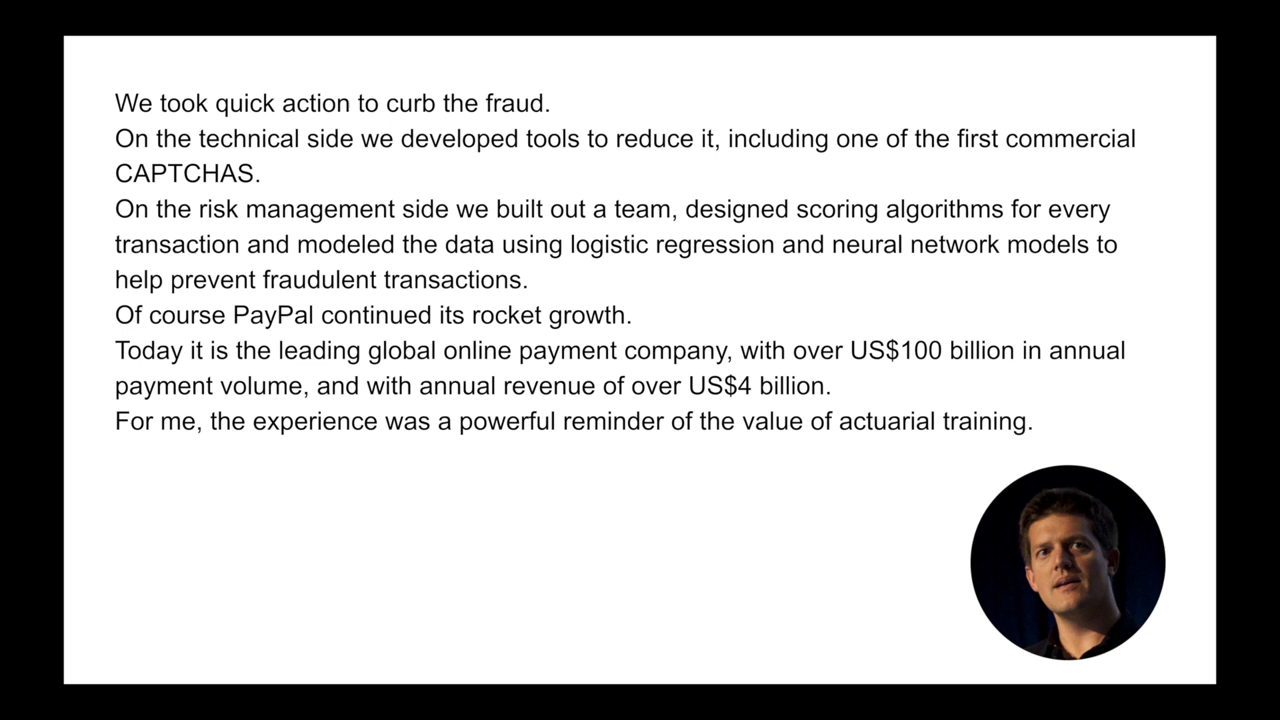 We took quick action to curb the fraud.
On the technical side we developed tools to reduce it, including one of the first commercial
CAPTCHAS.
On the risk management side we built out a team, designed scoring algorithms for every
transaction and modeled the data using logistic regression and neural network models to
help prevent fraudulent transactions.
Of course PayPal continued its rocket growth.
Today it is the leading global online payment company, with over US$100 billion in annual
payment volume, and with annual revenue of over US$4 billion.
For me, the experience was a powerful reminder of the value of actuarial training.